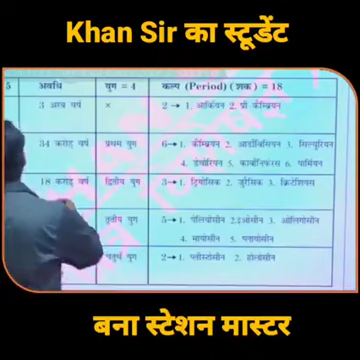 Khan Sir का स्टूडेंट
5 अवधि युग = 4 कल्प (Period) (शक) = 18
3 अरब वर्ष × 2 → 1. आर्कियन 2. प्री कैम्ब्रियन
34 करोड़ वर्ष प्रथम युग 6 → 1. कैम्ब्रियन 2. आर्डोविसियन 3. सिल्यूरियन
4. डेवोनियन 5. कार्बोनिफेरस 6. पर्मियन
18 करोड़ वर्ष द्वितीय युग 3 → 1. ट्रियासिक 2. जुरैसिक 3. क्रिटेशियस
तृतीय युग 5 → 1. पेलियोसीन 2. इओसीन 3. ओलिगोसीन
4. मायोसीन 5. प्लायोसीन
चतुर्थ युग 2 → 1. प्लीस्टोसीन 2. होलोसीन
बना स्टेशन मास्टर